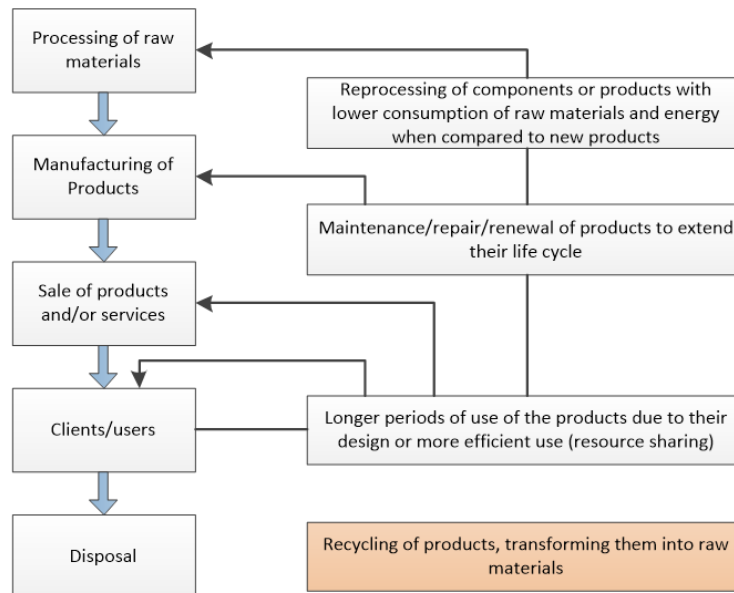 Processing of raw
materials
Reprocessing of components or products with
lower consumption of raw materials and energy
when compared to new products
Manufacturing of
Products
Maintenance/repair/renewal of products to extend
their life cycle
Sale of products
and/or services
Clients/users
Longer periods of use of the products due to their
design or more efficient use (resource sharing)
Disposal
Recycling of products, transforming them into raw
materials